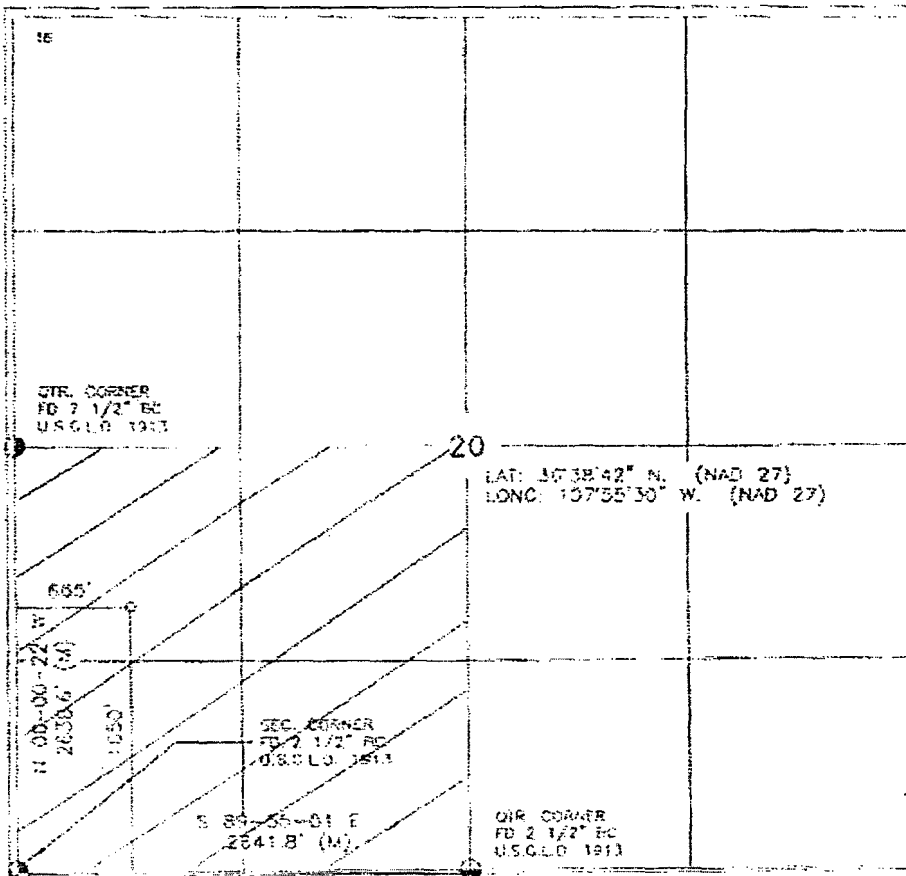 16
QTR. CORNER
FD 2 1/2" BC
U.S.G.L.O. 1913
20
LAT: 36°38'42" N. (NAD 27)
LONG: 107°55'30" W. (NAD 27)
665'
N 00-00-22 W
2638.6' (M)
SEC. CORNER
FD 2 1/2" BC
U.S.G.L.O. 1913
S 89-55-01 E
2641.8' (M)
QTR CORNER
FD 2 1/2" BC
U.S.G.L.O 1913